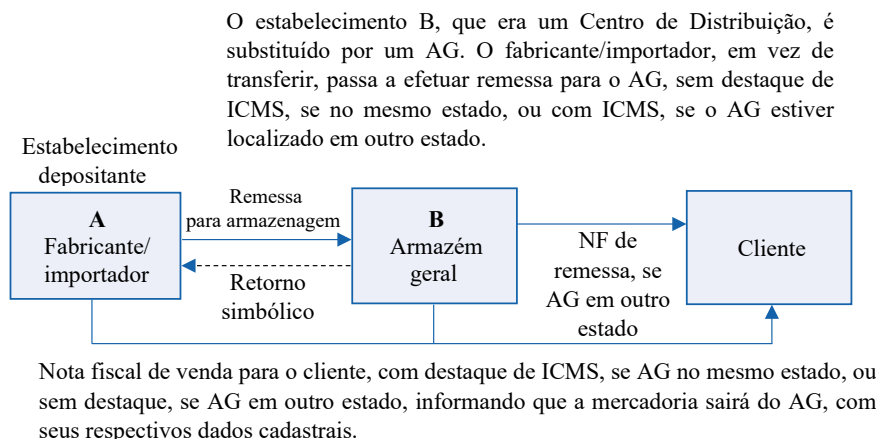 O estabelecimento B, que era um Centro de Distribuição, é
substituído por um AG. O fabricante/importador, em vez de
transferir, passa a efetuar remessa para o AG, sem destaque de
ICMS, se no mesmo estado, ou com ICMS, se o AG estiver
localizado em outro estado.
Estabelecimento
depositante
A
Fabricante/
importador
Remessa
para armazenagem
Retorno
simbólico
B
Armazém
geral
NF de
remessa, se
AG em outro
estado
Cliente
Nota fiscal de venda para o cliente, com destaque de ICMS, se AG no mesmo estado, ou
sem destaque, se AG em outro estado, informando que a mercadoria sairá do AG, com
seus respectivos dados cadastrais.